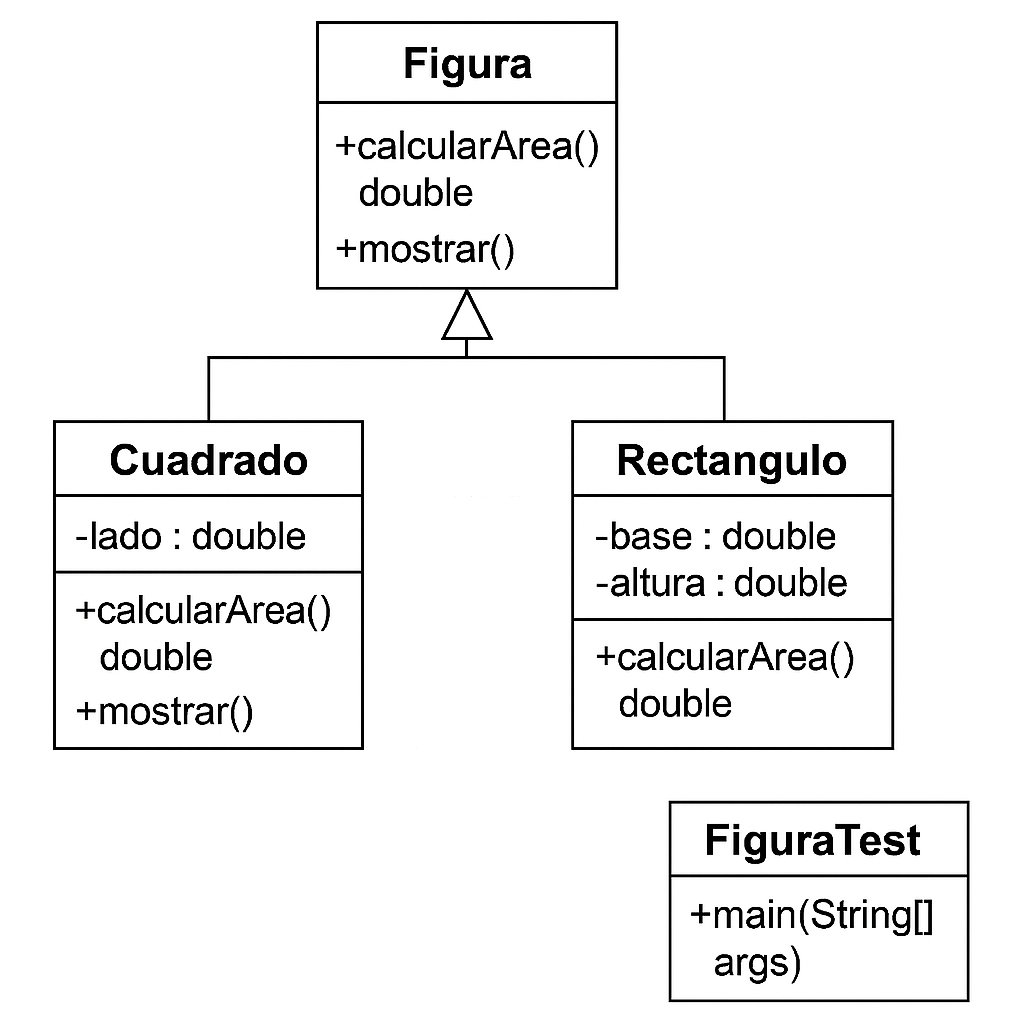 Figura
+calcularArea()
double
+mostrar()
Cuadrado
-lado : double
+calcularArea()
double
+mostrar()
Rectangulo
-base : double
-altura : double
+calcularArea()
double
FiguraTest
+main(String[]
args)